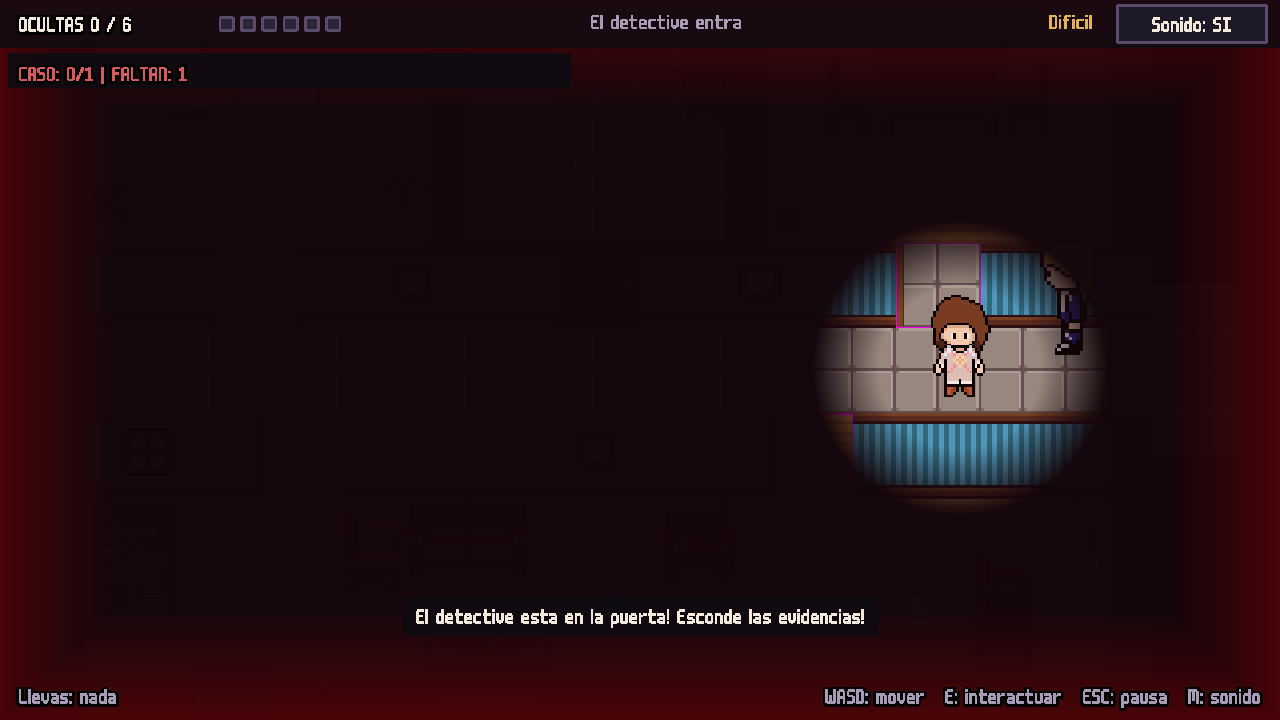 OCULTAS 0 / 6
El detective entra
Dificil
Sonido: SI
CASO: 0/1 | FALTAN: 1
El detective esta en la puerta! Esconde las evidencias!
Llevas: nada
WASD: mover E: interactuar ESC: pausa M: sonido